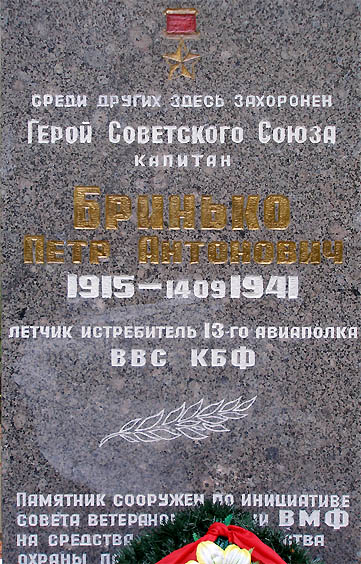 СРЕДИ ДРУГИХ ЗДЕСЬ ЗАХОРОНЕН
ГЕРОЙ СОВЕТСКОГО СОЮЗА
КАПИТАН
БРИНЬКО
ПЕТР АНТОНОВИЧ
1915–14 09 1941
ЛЕТЧИК ИСТРЕБИТЕЛЬ 13-ГО АВИАПОЛКА
ВВС КБФ
ПАМЯТНИК СООРУЖЕН ПО ИНИЦИАТИВЕ
СОВЕТА ВЕТЕРАНОВ ВМФ
НА СРЕДСТВА
ОХРАНЫ